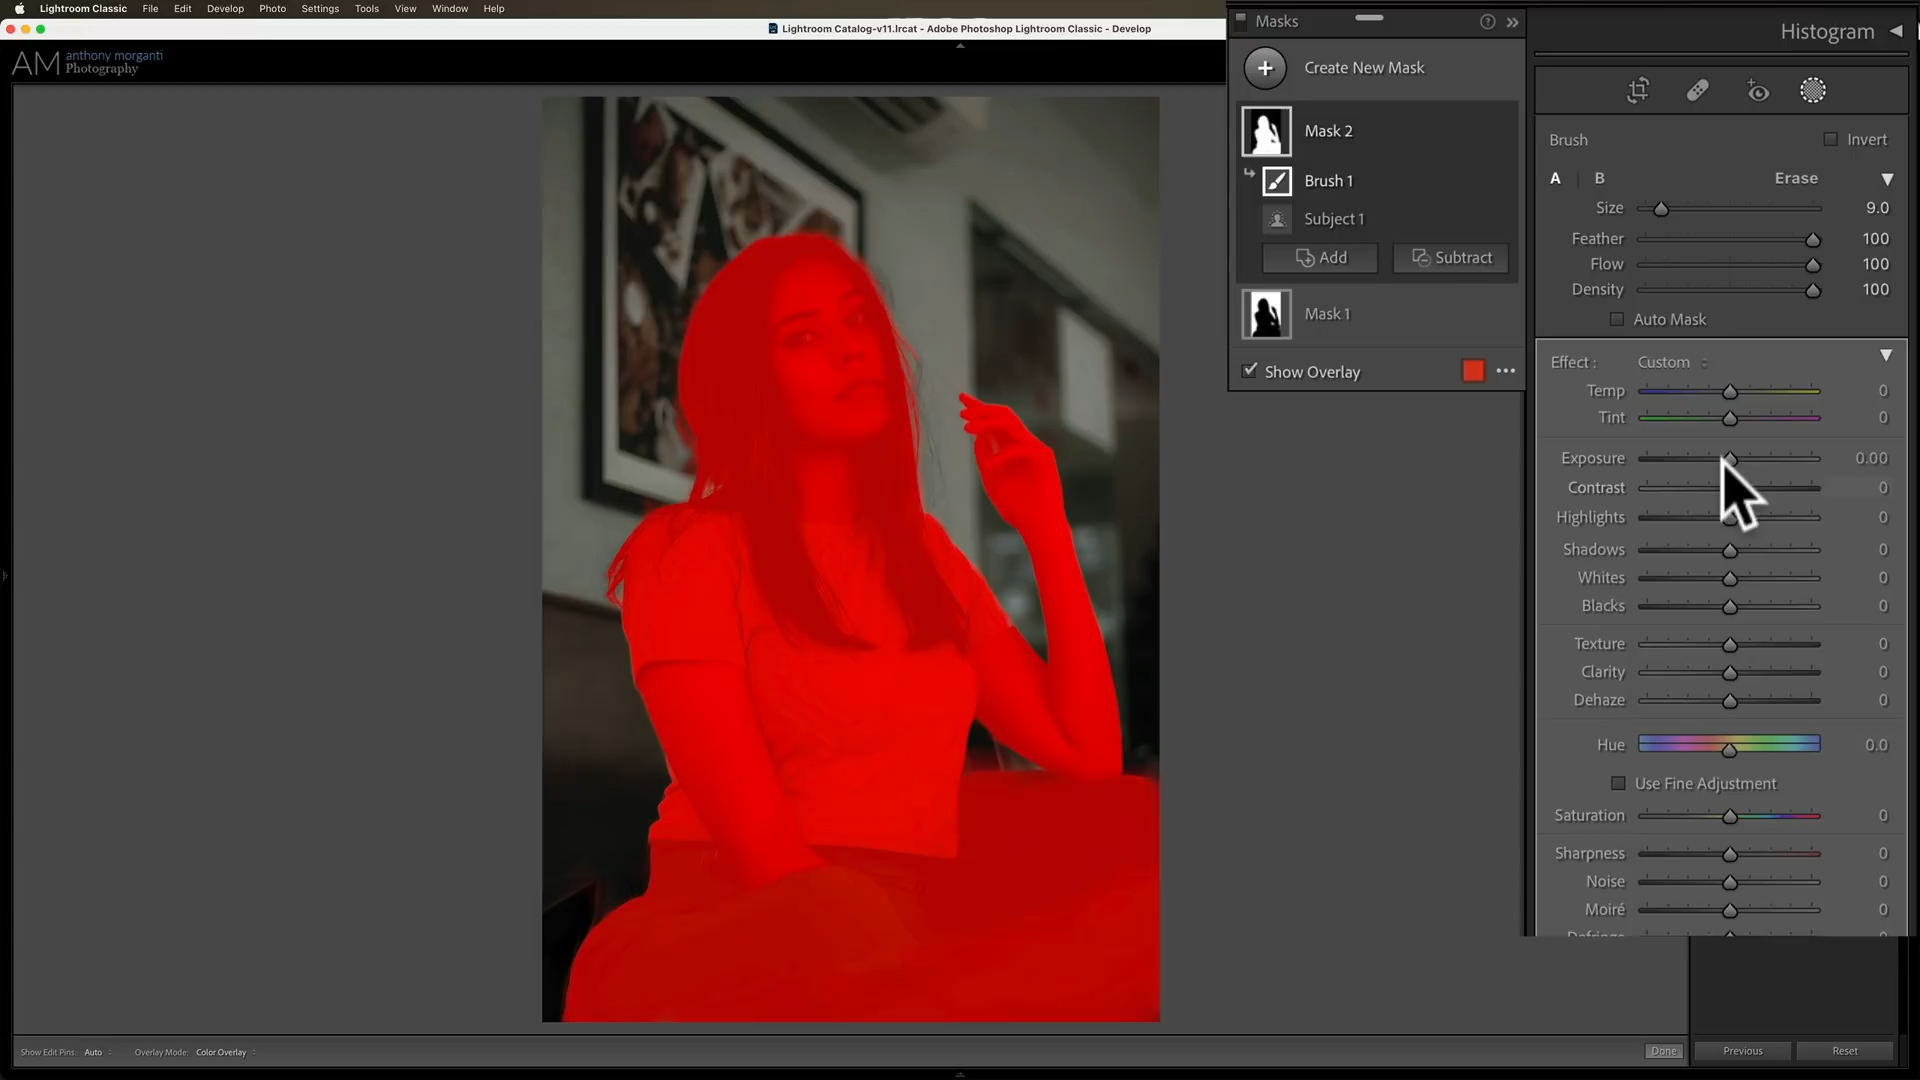 Lightroom Classic File Edit Develop Photo Settings Tools View Window Help
Lightroom Catalog-v11.lrcat - Adobe Photoshop Lightroom Classic - Develop
AM anthony morganti
Photography
Masks
Create New Mask
Mask 2
Brush 1
Subject 1
Add Subtract
Mask 1
Show Overlay
Histogram
Brush Invert
A B Erase
Size 9.0
Feather 100
Flow 100
Density 100
Auto Mask
Effect : Custom
Temp 0
Tint 0
Exposure 0.00
Contrast 0
Highlights 0
Shadows 0
Whites 0
Blacks 0
Texture 0
Clarity 0
Dehaze 0
Hue 0.0
Use Fine Adjustment
Saturation 0
Sharpness 0
Noise 0
Moiré 0
Show Edit Pins: Auto Overlay Mode: Color Overlay Done
Previous Reset